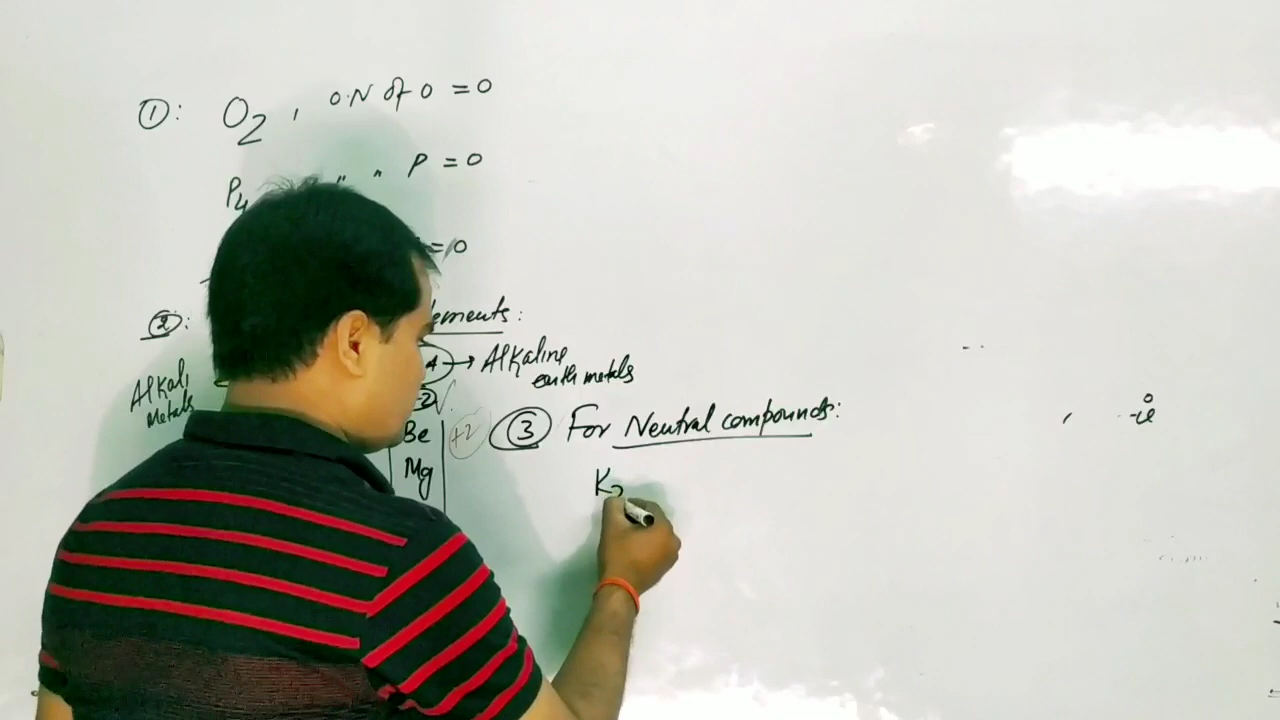 ①: O₂ , O.N of O = 0
P₄ " " P = 0
= 0
②: ements:
A → Alkaline
earth metals
Alkali
Metals
Be +2
Mg
③ For Neutral compounds:
K₂